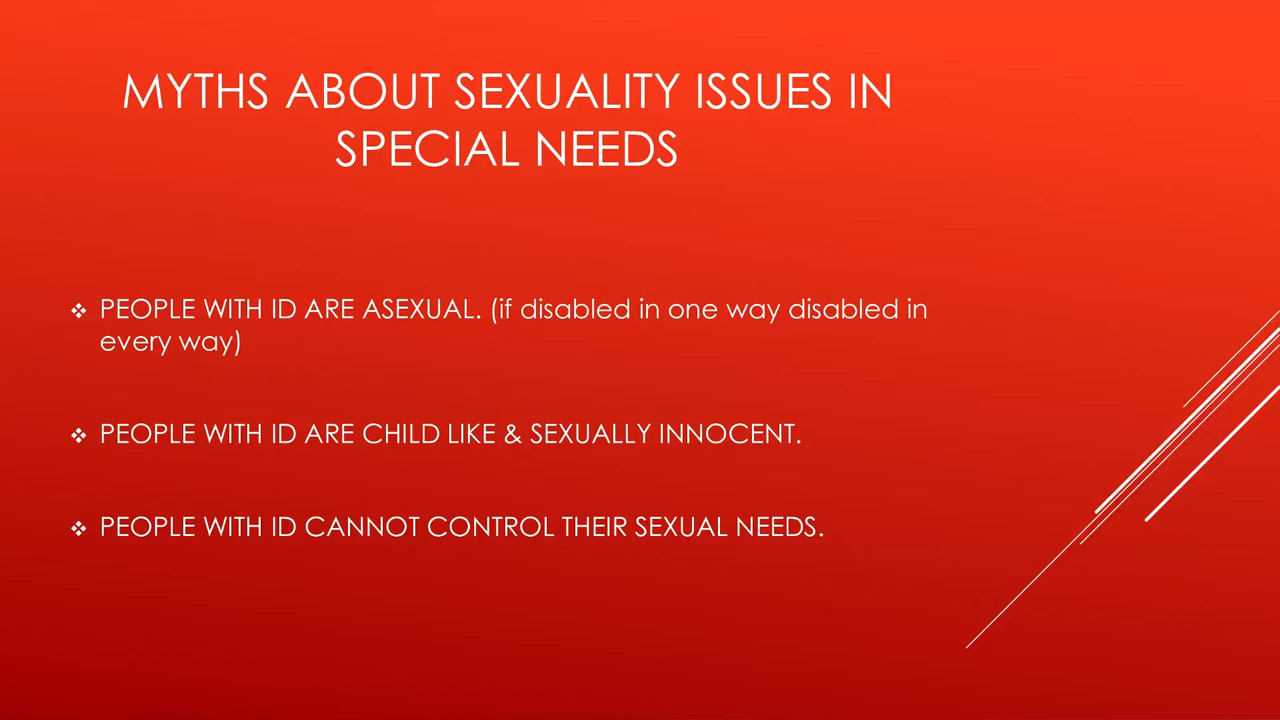 MYTHS ABOUT SEXUALITY ISSUES IN
SPECIAL NEEDS
❖ PEOPLE WITH ID ARE ASEXUAL. (if disabled in one way disabled in
every way)
❖ PEOPLE WITH ID ARE CHILD LIKE & SEXUALLY INNOCENT.
❖ PEOPLE WITH ID CANNOT CONTROL THEIR SEXUAL NEEDS.